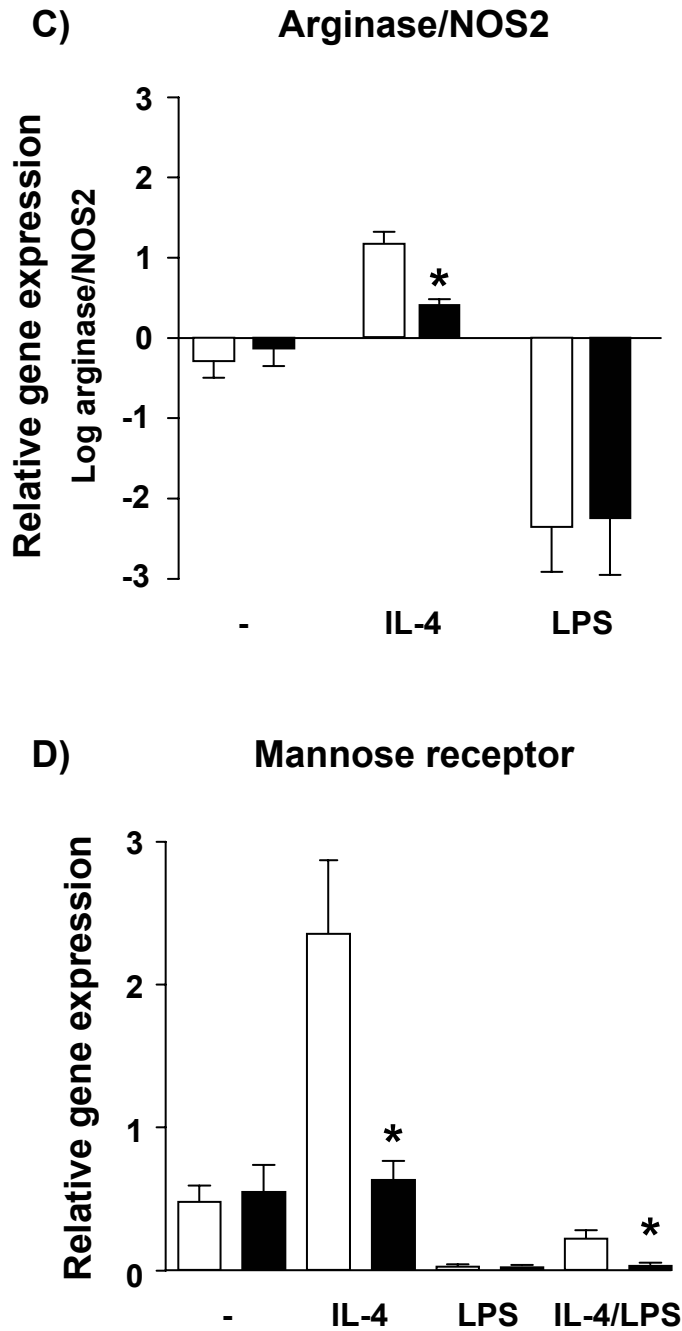 C) Arginase/NOS2
Relative gene expression
Log arginase/NOS2
3
2
1
0
-1
-2
-3
*
- IL-4 LPS
D) Mannose receptor
Relative gene expression
3
2
1
0
*
*
- IL-4 LPS IL-4/LPS